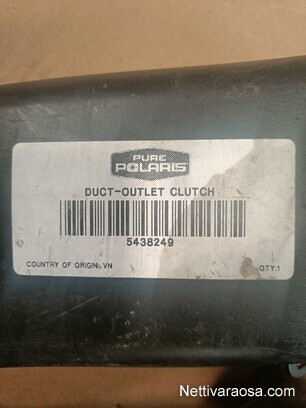 PURE
POLARIS
DUCT-OUTLET CLUTCH
5438249
COUNTRY OF ORIGIN:VN
QTY:1
Nettivaraosa.com